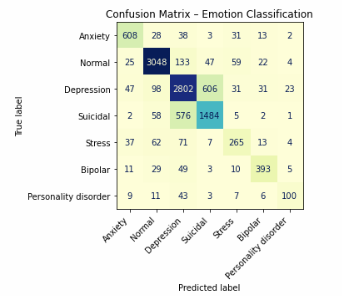 Confusion Matrix – Emotion Classification
Anxiety 608 28 38 3 31 13 2
Normal 25 3048 133 47 59 22 4
Depression 47 98 2802 606 31 31 23
Suicidal 2 58 576 1484 5 2 1
Stress 37 62 71 7 265 13 4
Bipolar 11 29 49 3 10 393 5
Personality disorder 9 11 43 3 7 6 100
True label
Anxiety
Normal
Depression
Suicidal
Stress
Bipolar
Personality disorder
Predicted label